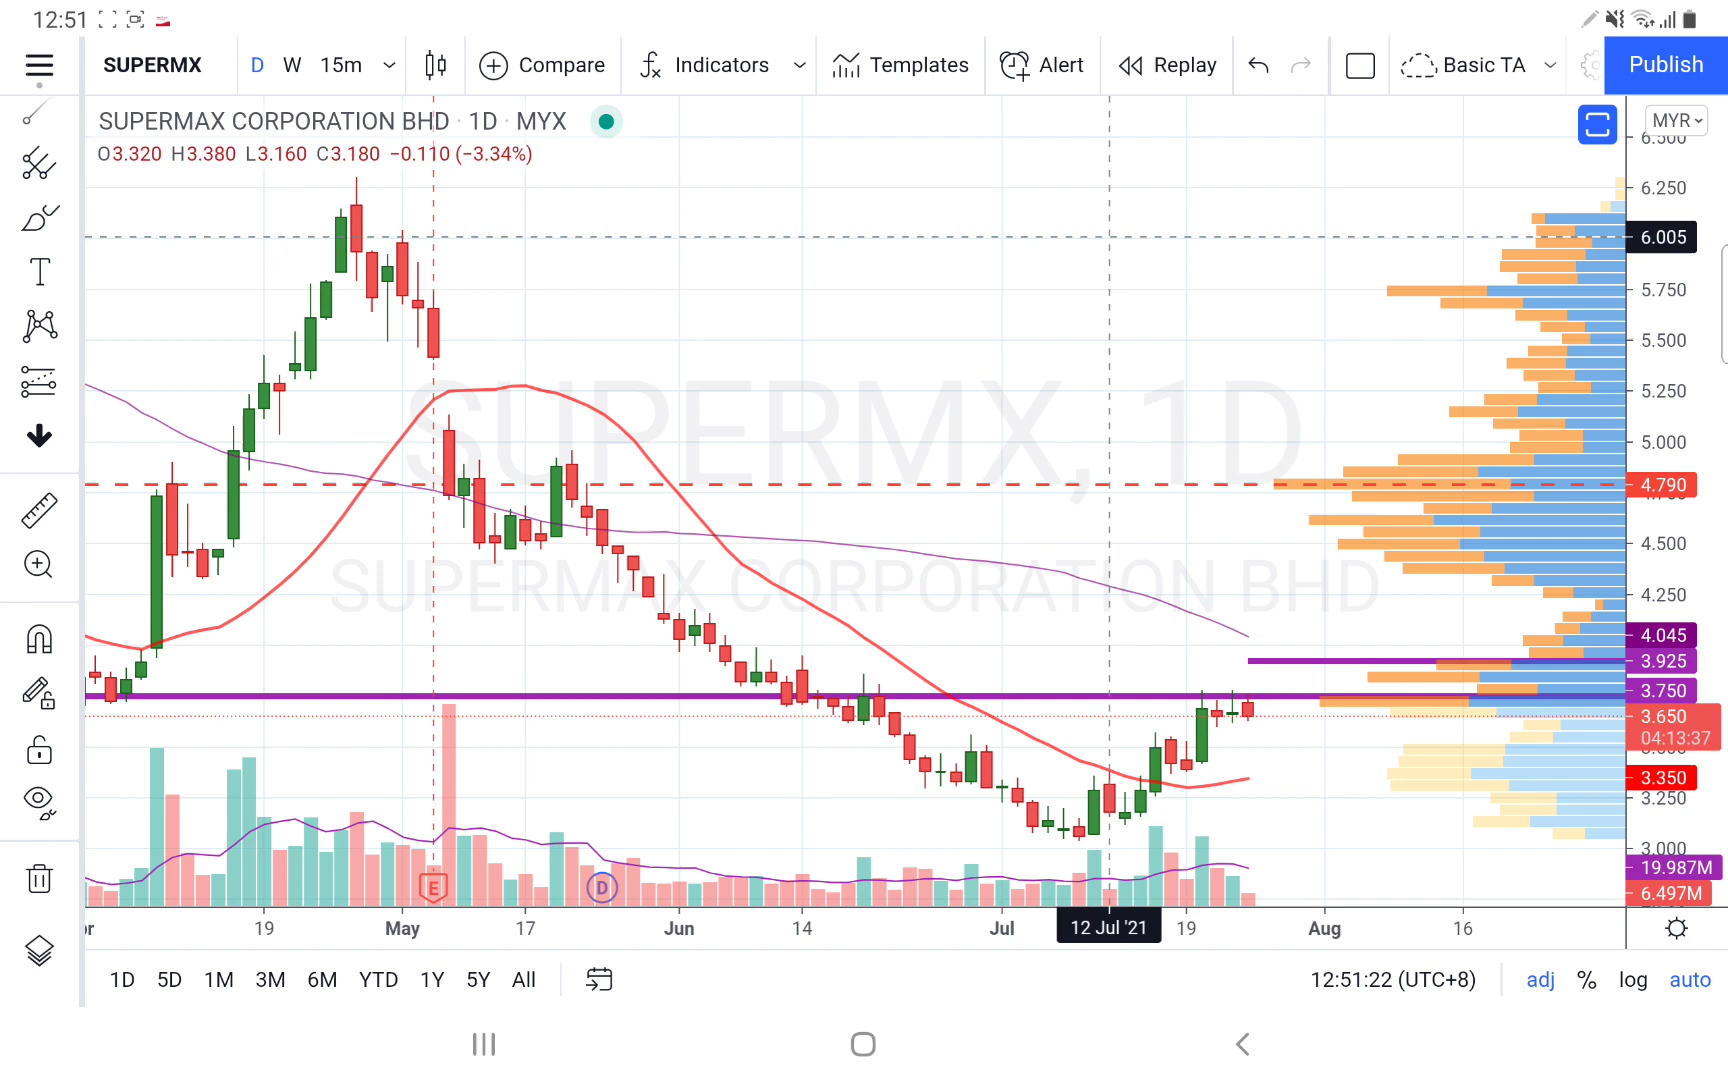 12:51
SUPERMX D W 15m Compare Indicators Templates Alert Replay Basic TA Publish
SUPERMAX CORPORATION BHD · 1D · MYX
MYR
O3.320 H3.380 L3.160 C3.180 −0.110 (−3.34%)
6.500
6.250
6.005
5.750
5.500
5.250
5.000
4.790
4.500
4.250
4.045
3.925
3.750
3.650
04:13:37
3.350
3.250
3.000
19.987M
6.497M
SUPERMX, 1D
SUPERMAX CORPORATION BHD
E D
19 May 17 Jun 14 Jul 12 Jul '21 19 Aug 16
1D 5D 1M 3M 6M YTD 1Y 5Y All 12:51:22 (UTC+8) adj % log auto